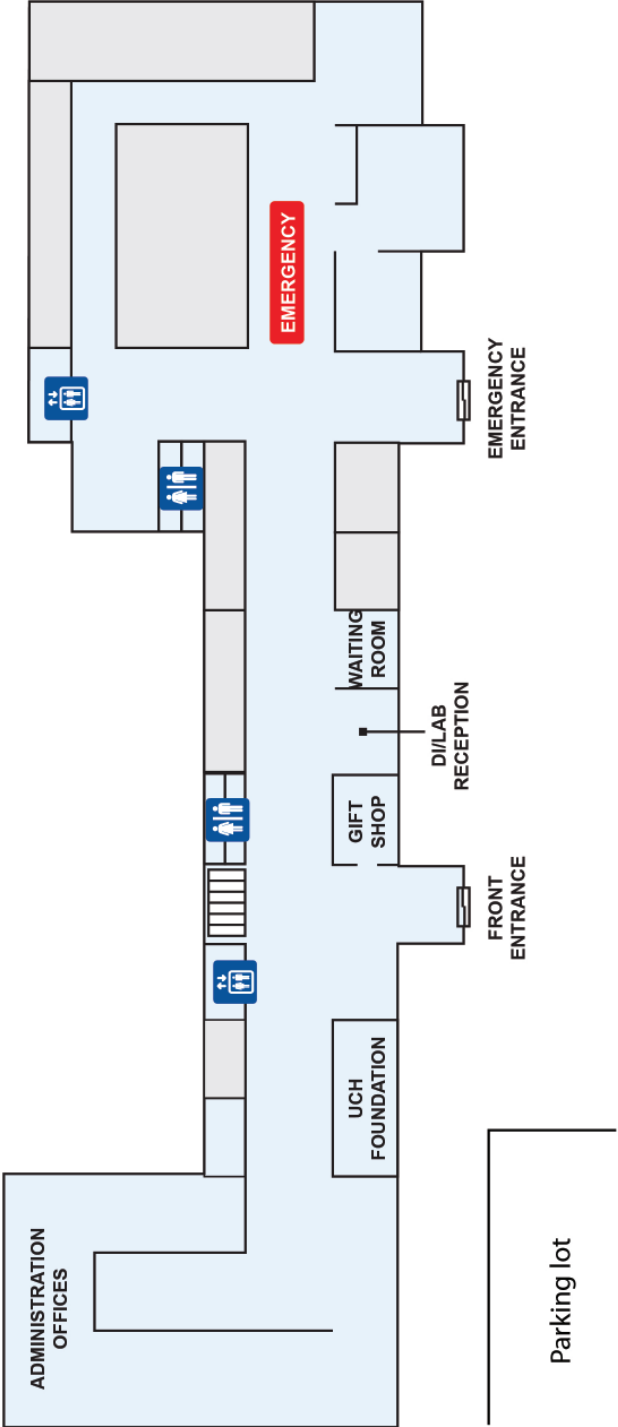 EMERGENCY
EMERGENCY
ENTRANCE
WAITING
ROOM
DI/LAB
RECEPTION
GIFT
SHOP
FRONT
ENTRANCE
UCH
FOUNDATION
ADMINISTRATION
OFFICES
Parking lot